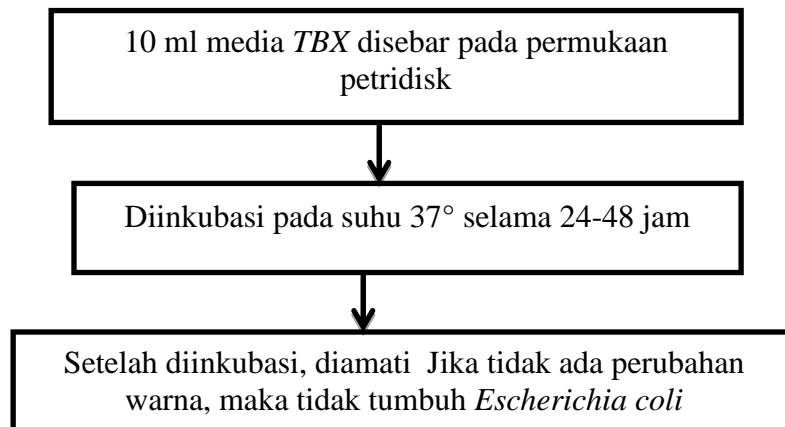 10 ml media TBX disebar pada permukaan
petridisk
Diinkubasi pada suhu 37° selama 24-48 jam
Setelah diinkubasi, diamati  Jika tidak ada perubahan
warna, maka tidak tumbuh Escherichia coli